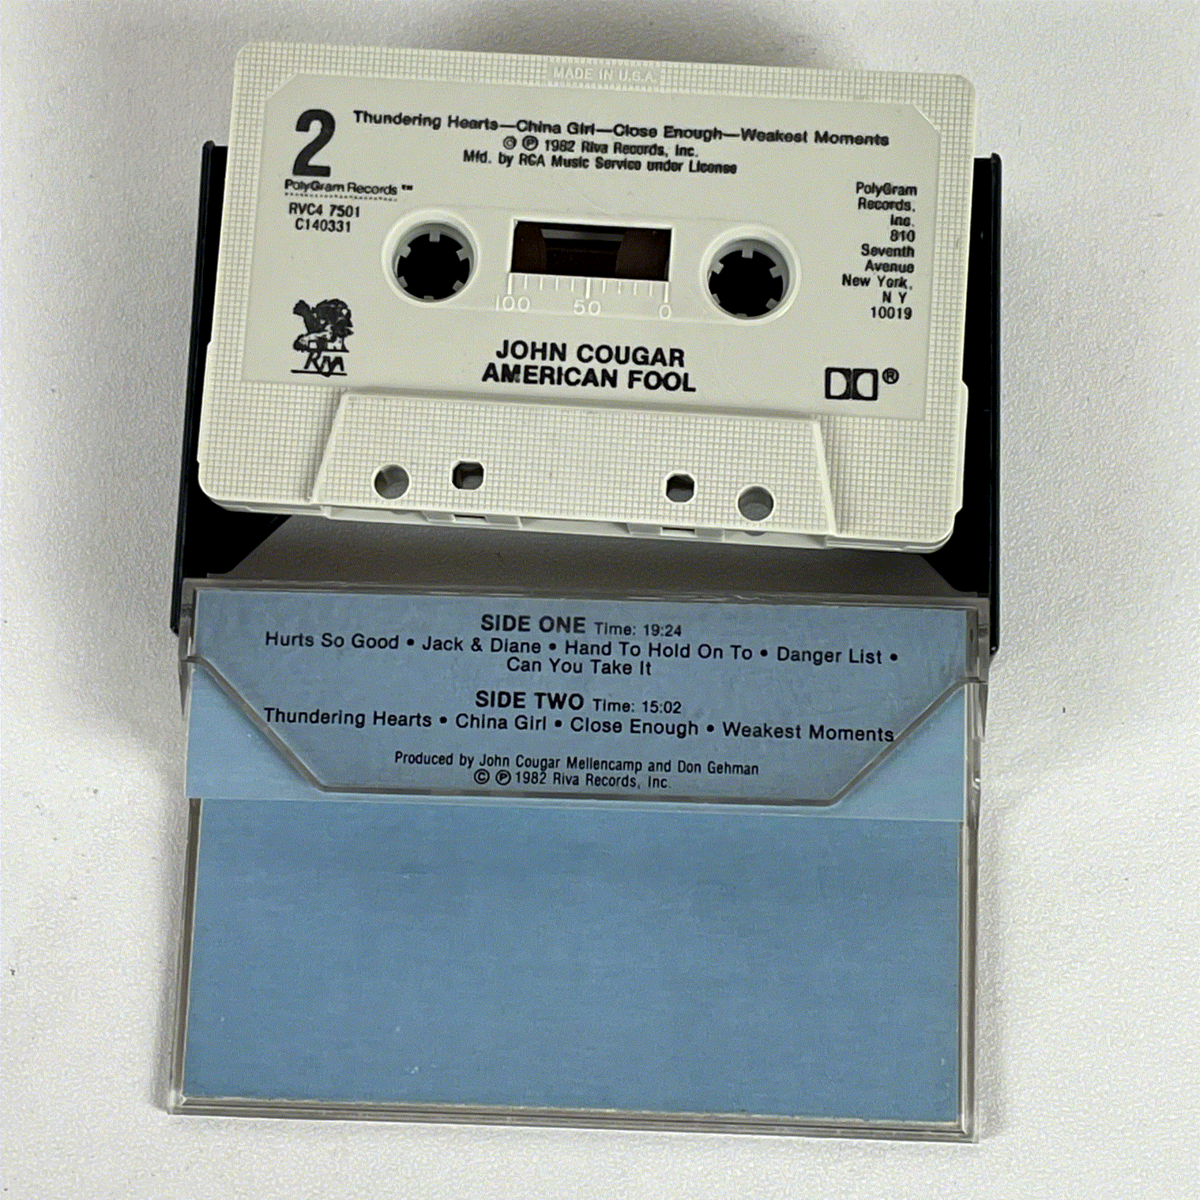 MADE IN U.S.A.
2
Thundering Hearts—China Girl—Close Enough—Weakest Moments
© ℗ 1982 Riva Records, Inc.
Mfd. by RCA Music Service under License
PolyGram Records™
RVC4 7501
C140331
PolyGram
Records,
Inc.
810
Seventh
Avenue
New York,
N Y
10019
100 50 0
Riva
JOHN COUGAR
AMERICAN FOOL
®
SIDE ONE Time: 19:24
Hurts So Good • Jack & Diane • Hand To Hold On To • Danger List •
Can You Take It
SIDE TWO Time: 15:02
Thundering Hearts • China Girl • Close Enough • Weakest Moments
Produced by John Cougar Mellencamp and Don Gehman
© ℗ 1982 Riva Records, Inc.